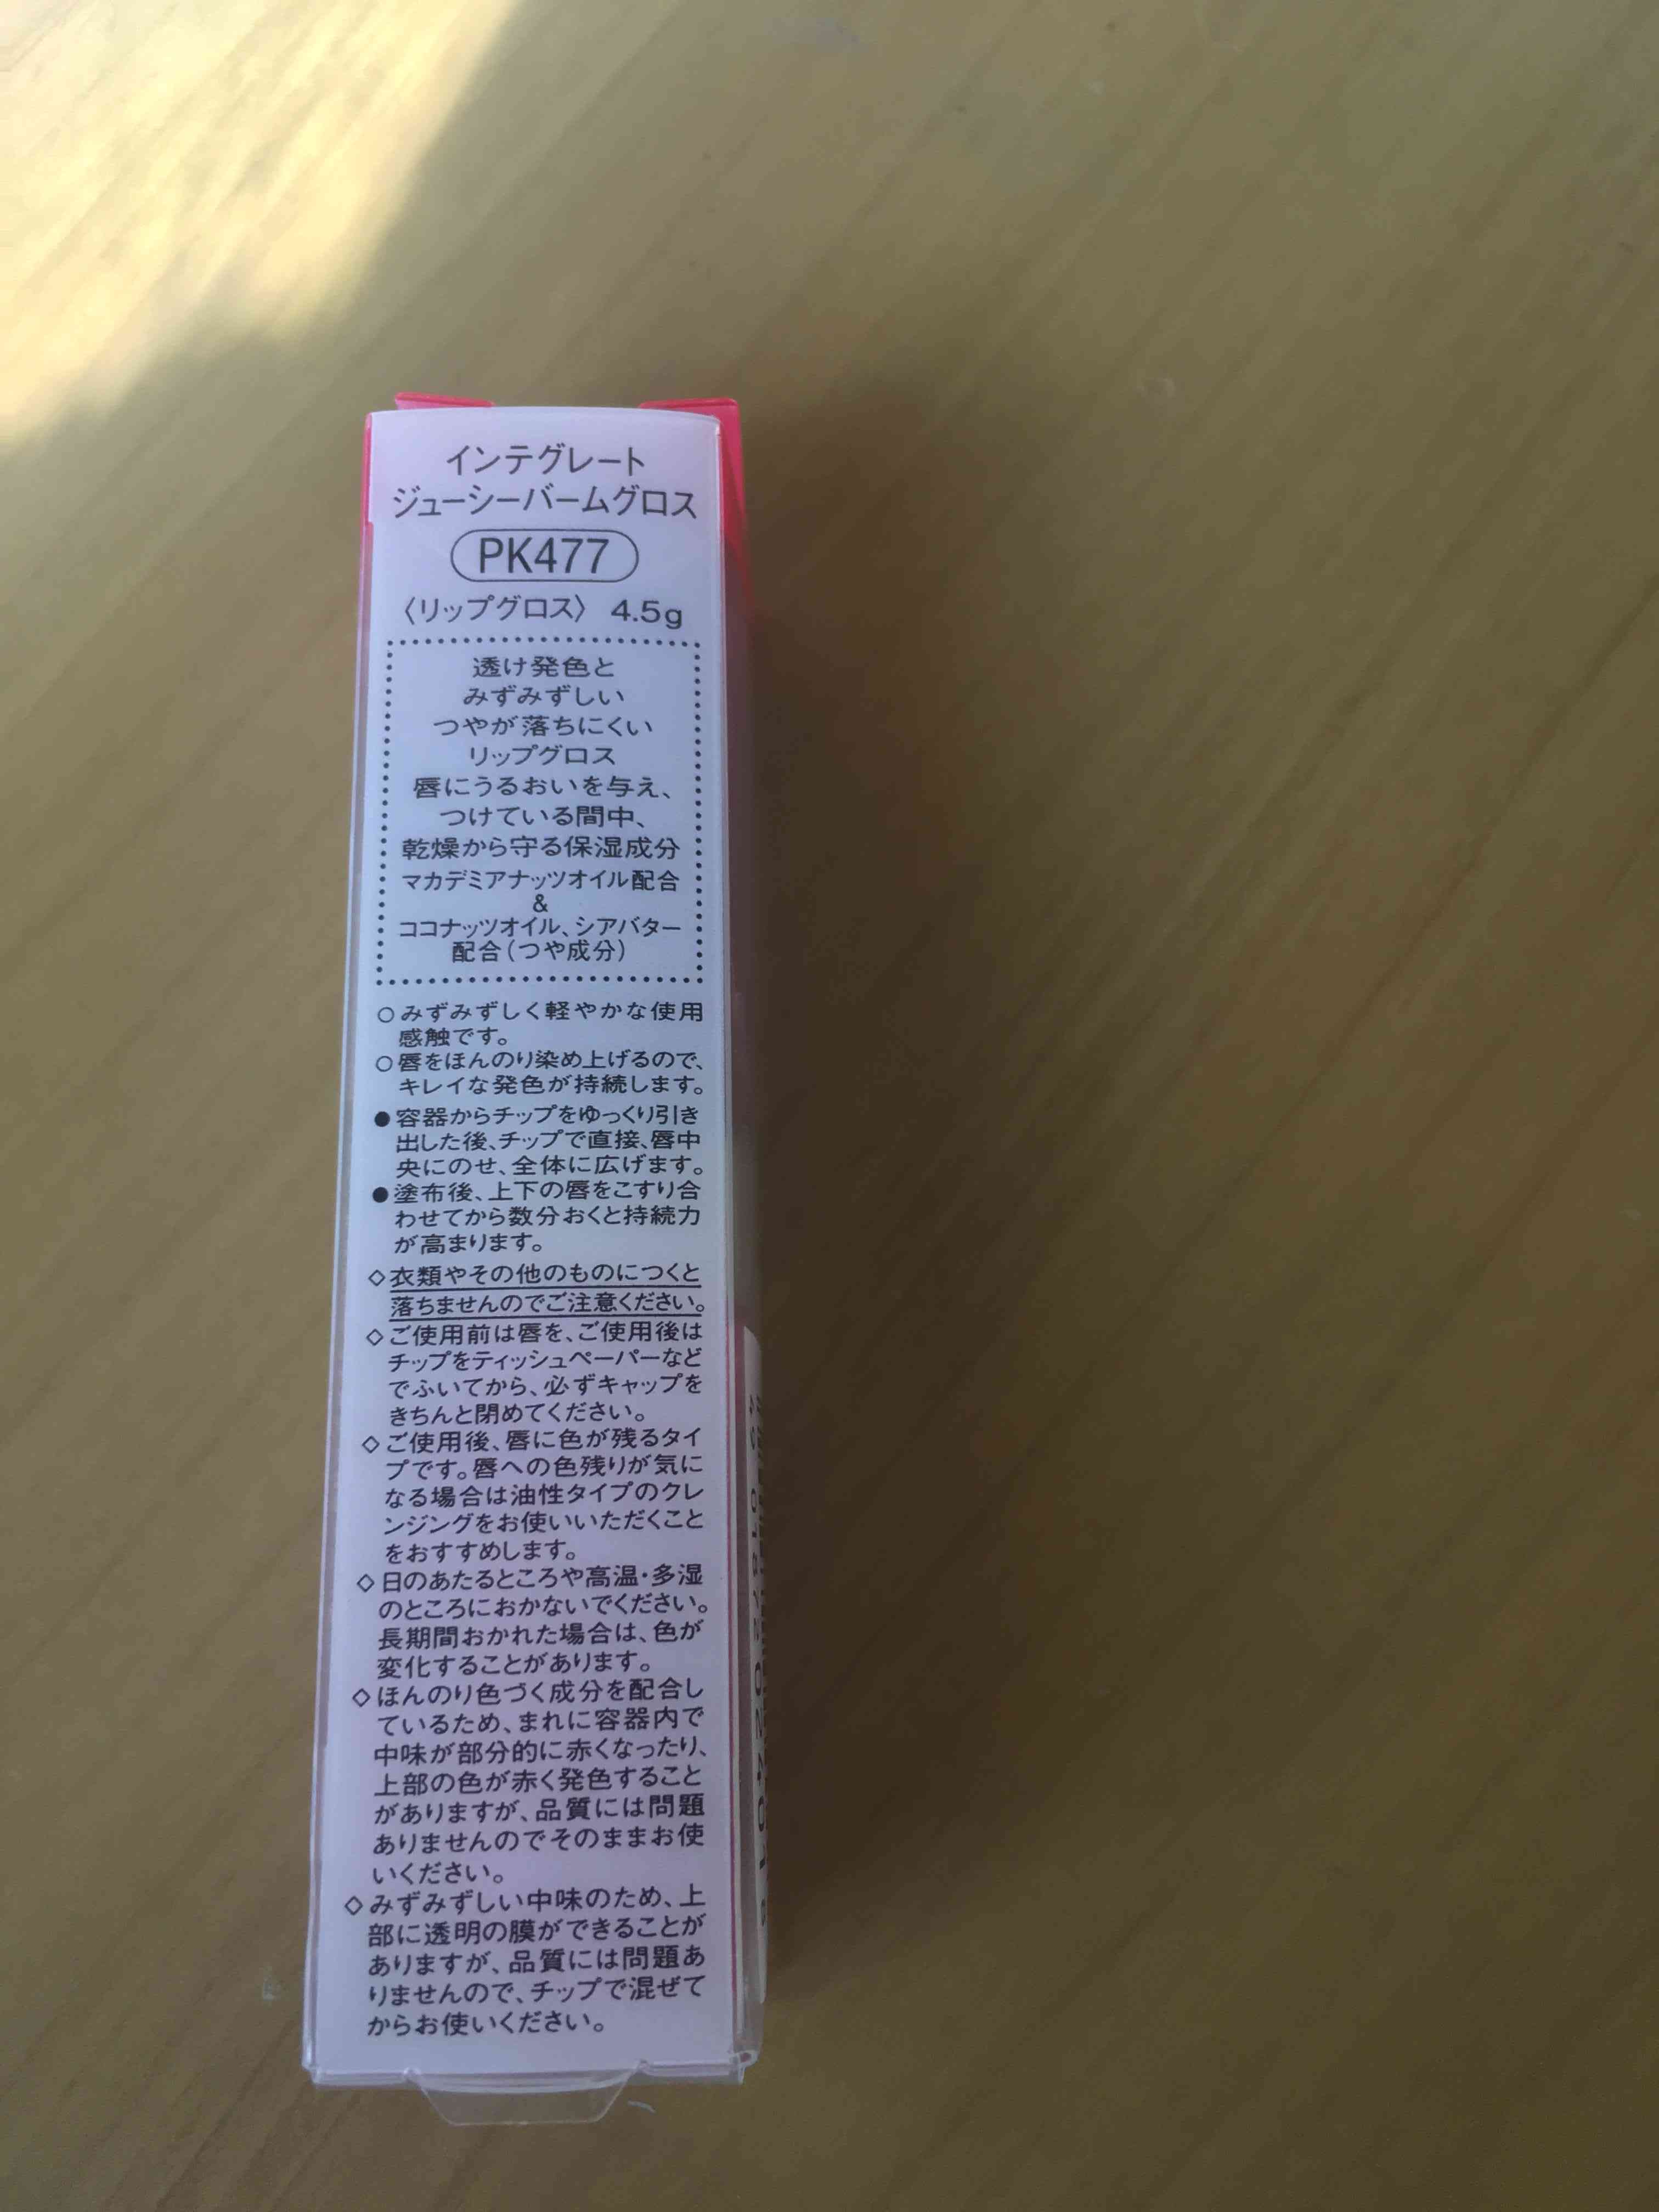 インテグレート
ジューシーバームグロス
PK477
〈リップグロス〉 4.5g
透け発色と
みずみずしい
つやが落ちにくい
リップグロス
唇にうるおいを与え、
つけている間中、
乾燥から守る保湿成分
マカデミアナッツオイル配合
&
ココナッツオイル、シアバター
配合(つや成分)
○みずみずしく軽やかな使用
感触です。
○唇をほんのり染め上げるので、
キレイな発色が持続します。
●容器からチップをゆっくり引き
出した後、チップで直接、唇中
央にのせ、全体に広げます。
●塗布後、上下の唇をこすり合
わせてから数分おくと持続力
が高まります。
◇衣類やその他のものにつくと
落ちませんのでご注意ください。
◇ご使用前は唇を、ご使用後は
チップをティッシュペーパーなど
でふいてから、必ずキャップを
きちんと閉めてください。
◇ご使用後、唇に色が残るタイ
プです。唇への色残りが気に
なる場合は油性タイプのクレ
ンジングをお使いいただくこと
をおすすめします。
◇日のあたるところや高温・多湿
のところにおかないでください。
長期間おかれた場合は、色が
変化することがあります。
◇ほんのり色づく成分を配合し
ているため、まれに容器内で
中味が部分的に赤くなったり、
上部の色が赤く発色すること
がありますが、品質には問題
ありませんのでそのままお使
いください。
◇みずみずしい中味のため、上
部に透明の膜ができることが
ありますが、品質には問題あ
りませんので、チップで混ぜて
からお使いください。